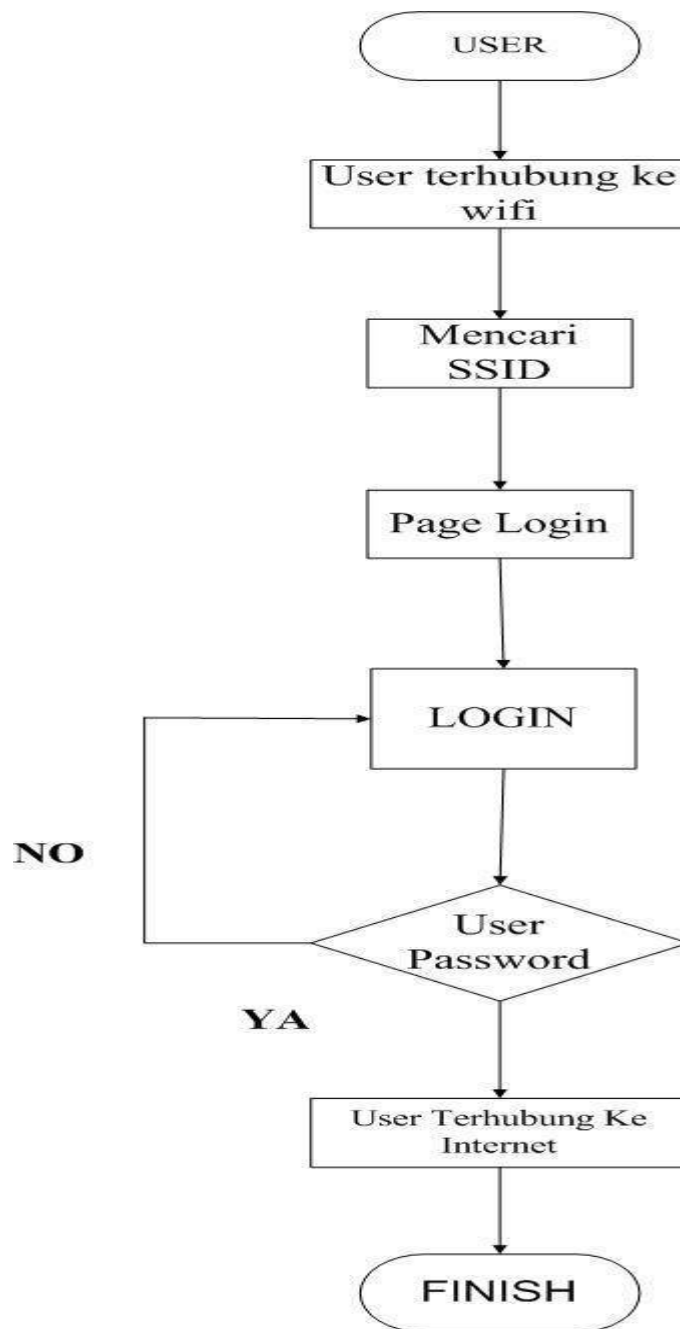 USER
User terhubung ke
wifi
Mencari
SSID
Page Login
LOGIN
NO
User
Password
YA
User Terhubung Ke
Internet
FINISH